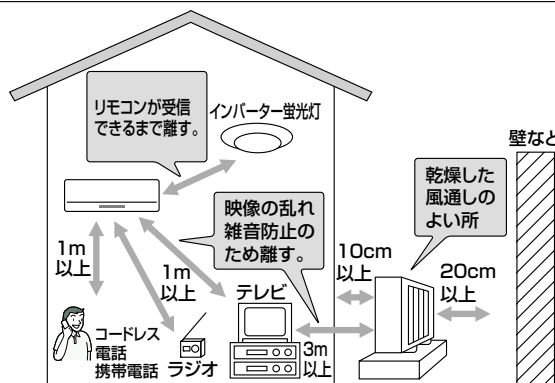 リモコンが受信
できるまで離す。
インバーター蛍光灯
壁など
乾燥した
風通しの
よい所
映像の乱れ
雑音防止の
ため離す。
1m
以上
1m
以上
10cm
以上
20cm
以上
テレビ
3m
以上
コードレス
電話
携帯電話
ラジオ